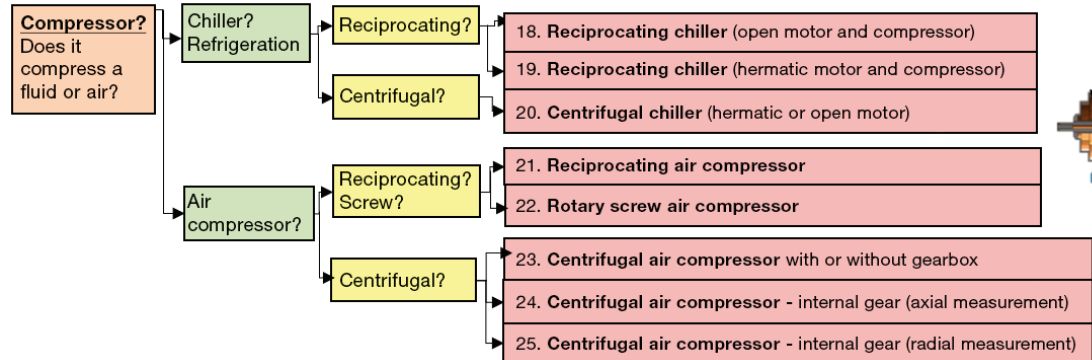 Compressor?
Does it
compress a
fluid or air?
Chiller?
Refrigeration
Reciprocating?
18. Reciprocating chiller (open motor and compressor)
19. Reciprocating chiller (hermatic motor and compressor)
Centrifugal?
20. Centrifugal chiller (hermatic or open motor)
Air
compressor?
Reciprocating?
Screw?
21. Reciprocating air compressor
22. Rotary screw air compressor
Centrifugal?
23. Centrifugal air compressor with or without gearbox
24. Centrifugal air compressor - internal gear (axial measurement)
25. Centrifugal air compressor - internal gear (radial measurement)